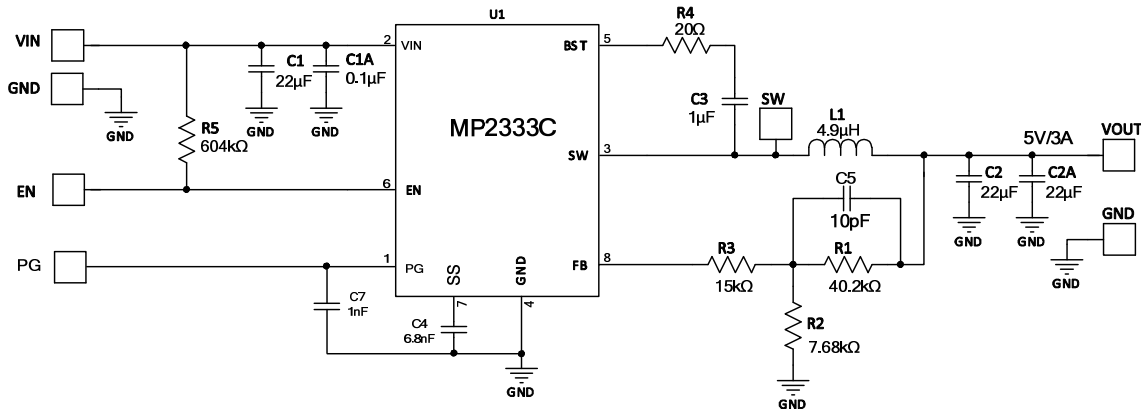 U1
R4
20Ω
VIN
2
VIN
BST
5
C1
22µF
C1A
0.1µF
GND
GND
GND
GND
C3
1µF
SW
L1
4.9µH
MP2333C
R5
604kΩ
SW
3
5V/3A
VOUT
C2
22µF
C2A
22µF
C5
10pF
EN
6
EN
GND
GND
GND
GND
PG
1
PG
SS
GND
FB
8
R3
15kΩ
R1
40.2kΩ
7
4
C7
1nF
C4
6.8nF
R2
7.68kΩ
GND
GND